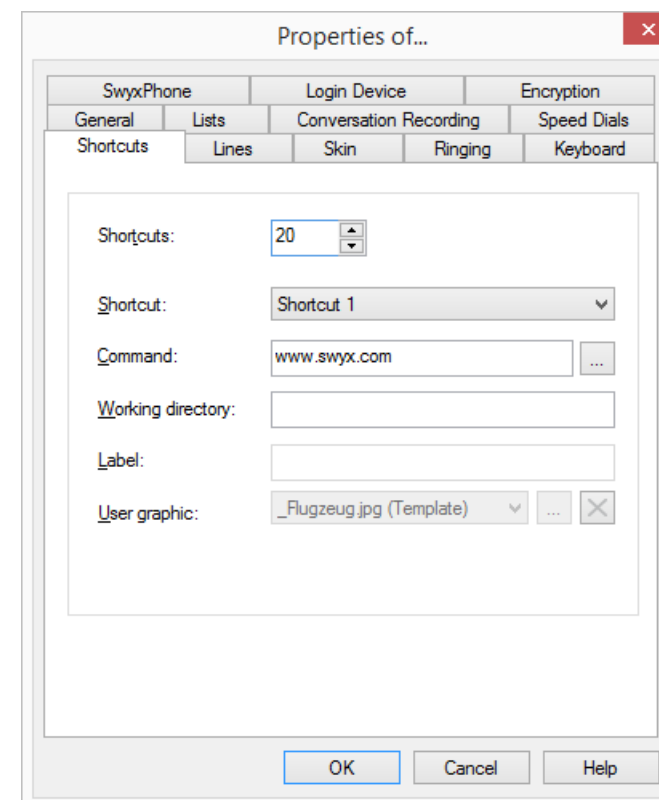 Properties of...
SwyxPhone Login Device Encryption
General Lists Conversation Recording Speed Dials
Shortcuts Lines Skin Ringing Keyboard
Shortcuts: 20
Shortcut: Shortcut 1
Command: www.swyx.com ...
Working directory:
Label:
User graphic: _Flugzeug.jpg (Template) ...
OK Cancel Help